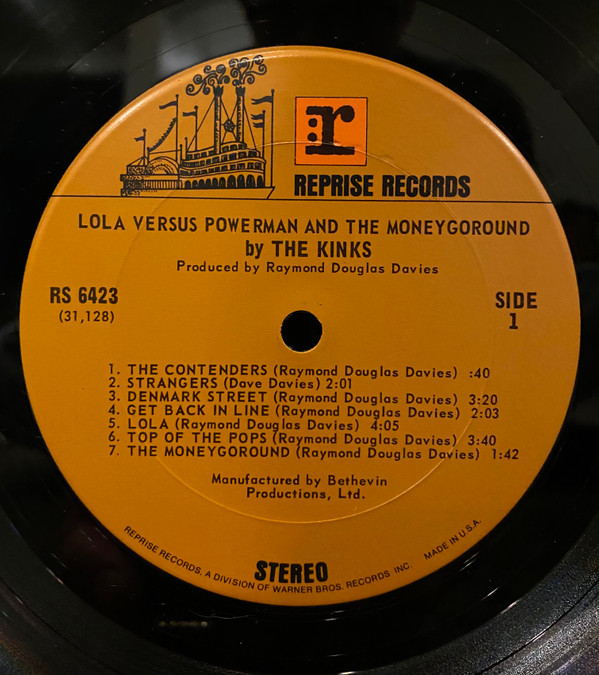 r
REPRISE RECORDS
LOLA VERSUS POWERMAN AND THE MONEYGOROUND
by THE KINKS
Produced by Raymond Douglas Davies
RS 6423
(31,128)
SIDE
1
1. THE CONTENDERS (Raymond Douglas Davies) :40
2. STRANGERS (Dave Davies) 2:01
3. DENMARK STREET (Raymond Douglas Davies) 3:20
4. GET BACK IN LINE (Raymond Douglas Davies) 2:03
5. LOLA (Raymond Douglas Davies) 4:05
6. TOP OF THE POPS (Raymond Douglas Davies) 3:40
7. THE MONEYGOROUND (Raymond Douglas Davies) 1:42
Manufactured by Bethevin
Productions, Ltd.
STEREO
REPRISE RECORDS, A DIVISION OF WARNER BROS. RECORDS INC. MADE IN U.S.A.